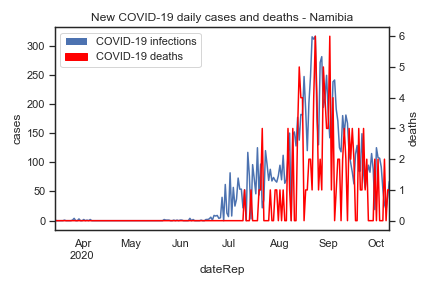 New COVID-19 daily cases and deaths - Namibia
COVID-19 infections
COVID-19 deaths
cases
300
250
200
150
100
50
0
deaths
6
5
4
3
2
1
0
Apr
2020
May
Jun
Jul
Aug
Sep
Oct
dateRep